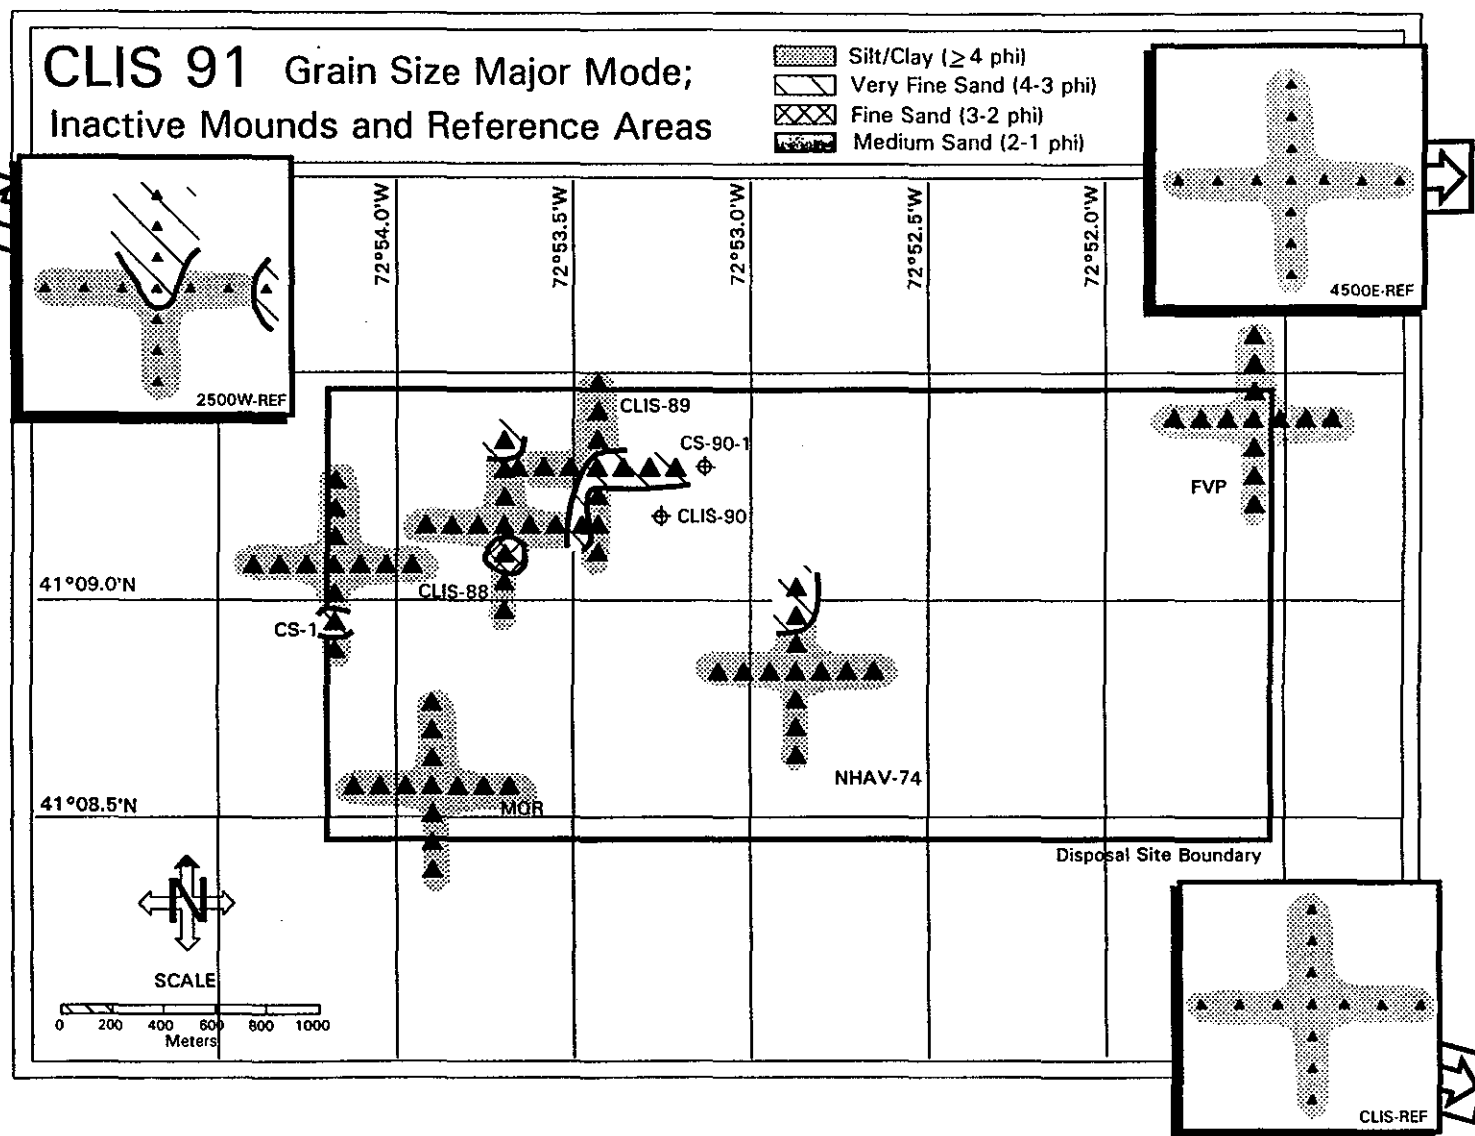 CLIS 91 Grain Size Major Mode;
Inactive Mounds and Reference Areas
Silt/Clay (≥4 phi)
Very Fine Sand (4-3 phi)
Fine Sand (3-2 phi)
Medium Sand (2-1 phi)
72°54.0'W
72°53.5'W
72°53.0'W
72°52.5'W
72°52.0'W
4500E-REF
2500W-REF
CLIS-89
CS-90-1
FVP
CLIS-90
41°09.0'N
CLIS-88
CS-1
NHAV-74
41°08.5'N
MQR
Disposal Site Boundary
N
SCALE
0 200 400 600 800 1000
Meters
CLIS-REF